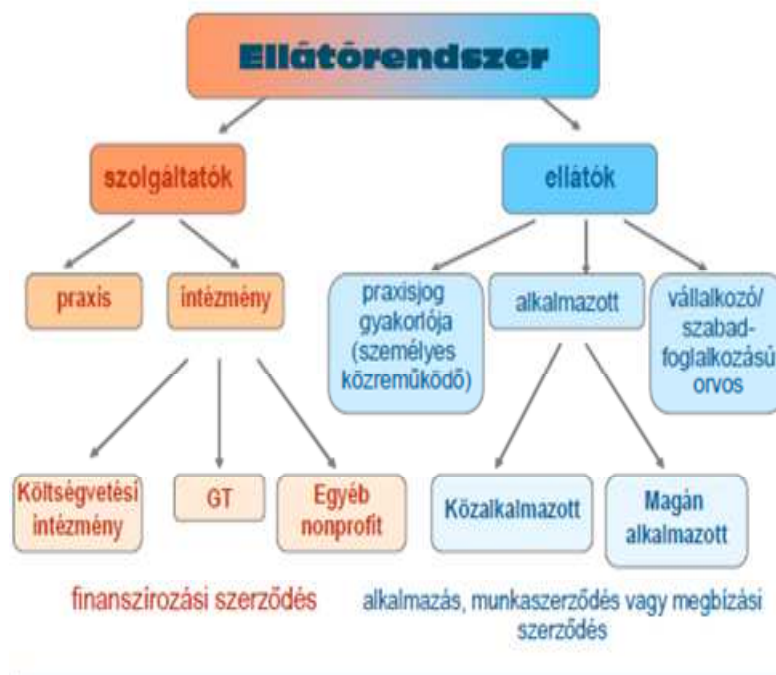 Ellátórendszer
szolgáltatók
ellátók
praxis
intézmény
praxisjog
gyakorlója
(személyes
közreműködő)
alkalmazott
vállalkozó/
szabad-
foglalkozású
orvos
Költségvetési
intézmény
GT
Egyéb
nonprofit
Közalkalmazott
Magán
alkalmazott
finanszírozási szerződés
alkalmazás, munkaszerződés vagy megbízási
szerződés